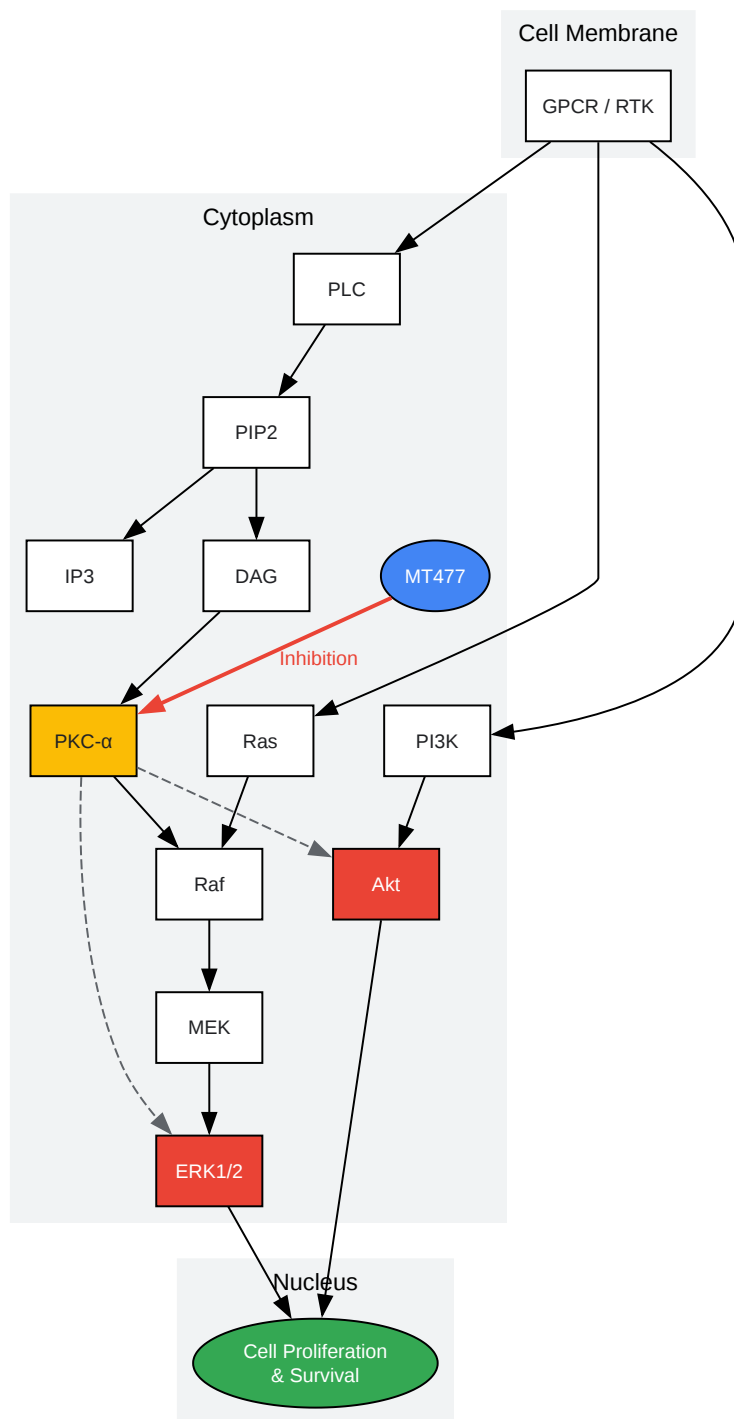 Cell Membrane
GPCR / RTK
Cytoplasm
PLC
PIP2
IP3
DAG
MT477
Inhibition
PKC-α
Ras
PI3K
Raf
Akt
MEK
ERK1/2
Nucleus
Cell Proliferation
& Survival